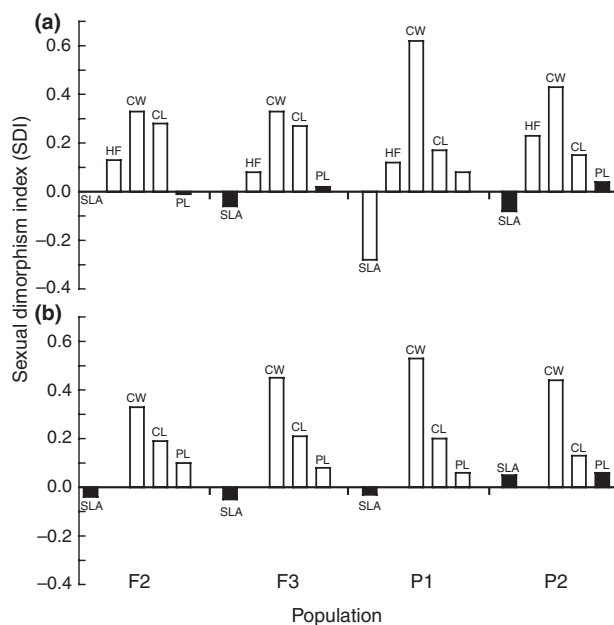 (a)
0.6
0.4
0.2
0.0
−0.2
−0.4
SLA HF CW CL PL
SLA HF CW CL PL
SLA HF CW CL
SLA HF CW CL PL
Sexual dimorphism index (SDI)
(b)
0.6
0.4
0.2
0.0
−0.2
−0.4
SLA CW CL PL
SLA CW CL PL
SLA CW CL PL
SLA CW CL PL
F2 F3 P1 P2
Population